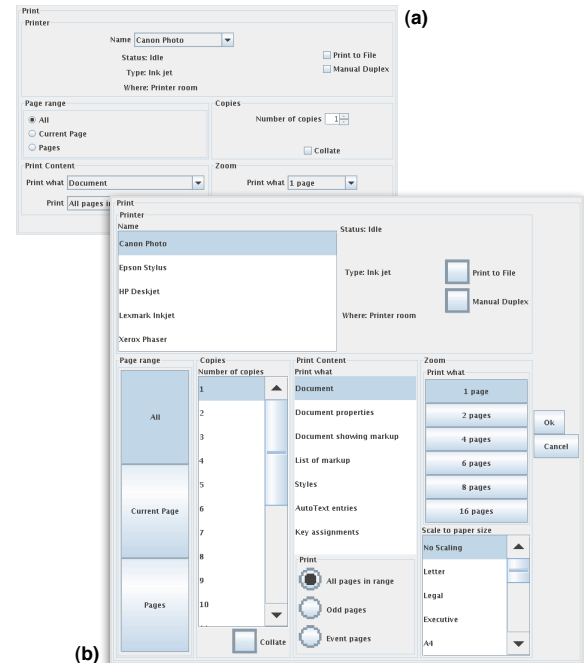 Print
(a)
Printer
Name Canon Photo
Status: Idle
Print to File
Type: Ink jet
Manual Duplex
Where: Printer room
Page range
Copies
All
Number of copies 1
Current Page
Pages
Collate
Print Content
Zoom
Print what Document
Print what 1 page
Print All pages i
Print
Printer
Name
Status: Idle
Canon Photo
Epson Stylus
Type: Ink jet
Print to File
HP Deskjet
Manual Duplex
Lexmark Inkjet
Where: Printer room
Xerox Phaser
Page range
Copies
Print Content
Zoom
Number of copies
Print what
Print what
All
Current Page
Pages
1
2
3
4
5
6
7
8
9
10
Collate
Document
Document properties
Document showing markup
List of markup
Styles
AutoText entries
Key assignments
Print
All pages in range
Odd pages
Event pages
1 page
2 pages
4 pages
6 pages
8 pages
16 pages
Scale to paper size
No Scaling
Letter
Legal
Executive
A4
Ok
Cancel
(b)